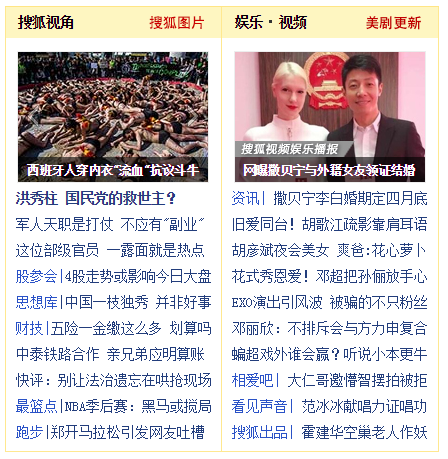 搜狐视角 搜狐图片
西班牙人穿内衣“流血”抗议斗牛
洪秀柱 国民党的救世主?
军人天职是打仗 不应有"副业"
这位部级官员 一露面就是热点
股参会|4股走势或影响今日大盘
思想库|中国一枝独秀 并非好事
财技|五险一金缴这么多 划算吗
中泰铁路合作 亲兄弟应明算账
快评：别让法治遗忘在哄抢现场
最篮点|NBA季后赛：黑马或搅局
跑步|郑开马拉松引发网友吐槽
娱乐·视频 美剧更新
搜狐视频娱乐播报
网曝撒贝宁与外籍女友领证结婚
资讯| 撒贝宁李白婚期定四月底
旧爱同台！胡歌江疏影靠肩耳语
胡彦斌夜会美女 爽爸:花心萝卜
花式秀恩爱！邓超把孙俪放手心
EXO演出引风波 被骗的不只粉丝
邓丽欣：不排斥会与方力申复合
蝙超戏外谁会赢？听说小本更牛
相爱吧| 大仁哥邀懵智摆拍被拒
看见声音| 范冰冰献唱力证唱功
搜狐出品| 霍建华空巢老人作妖